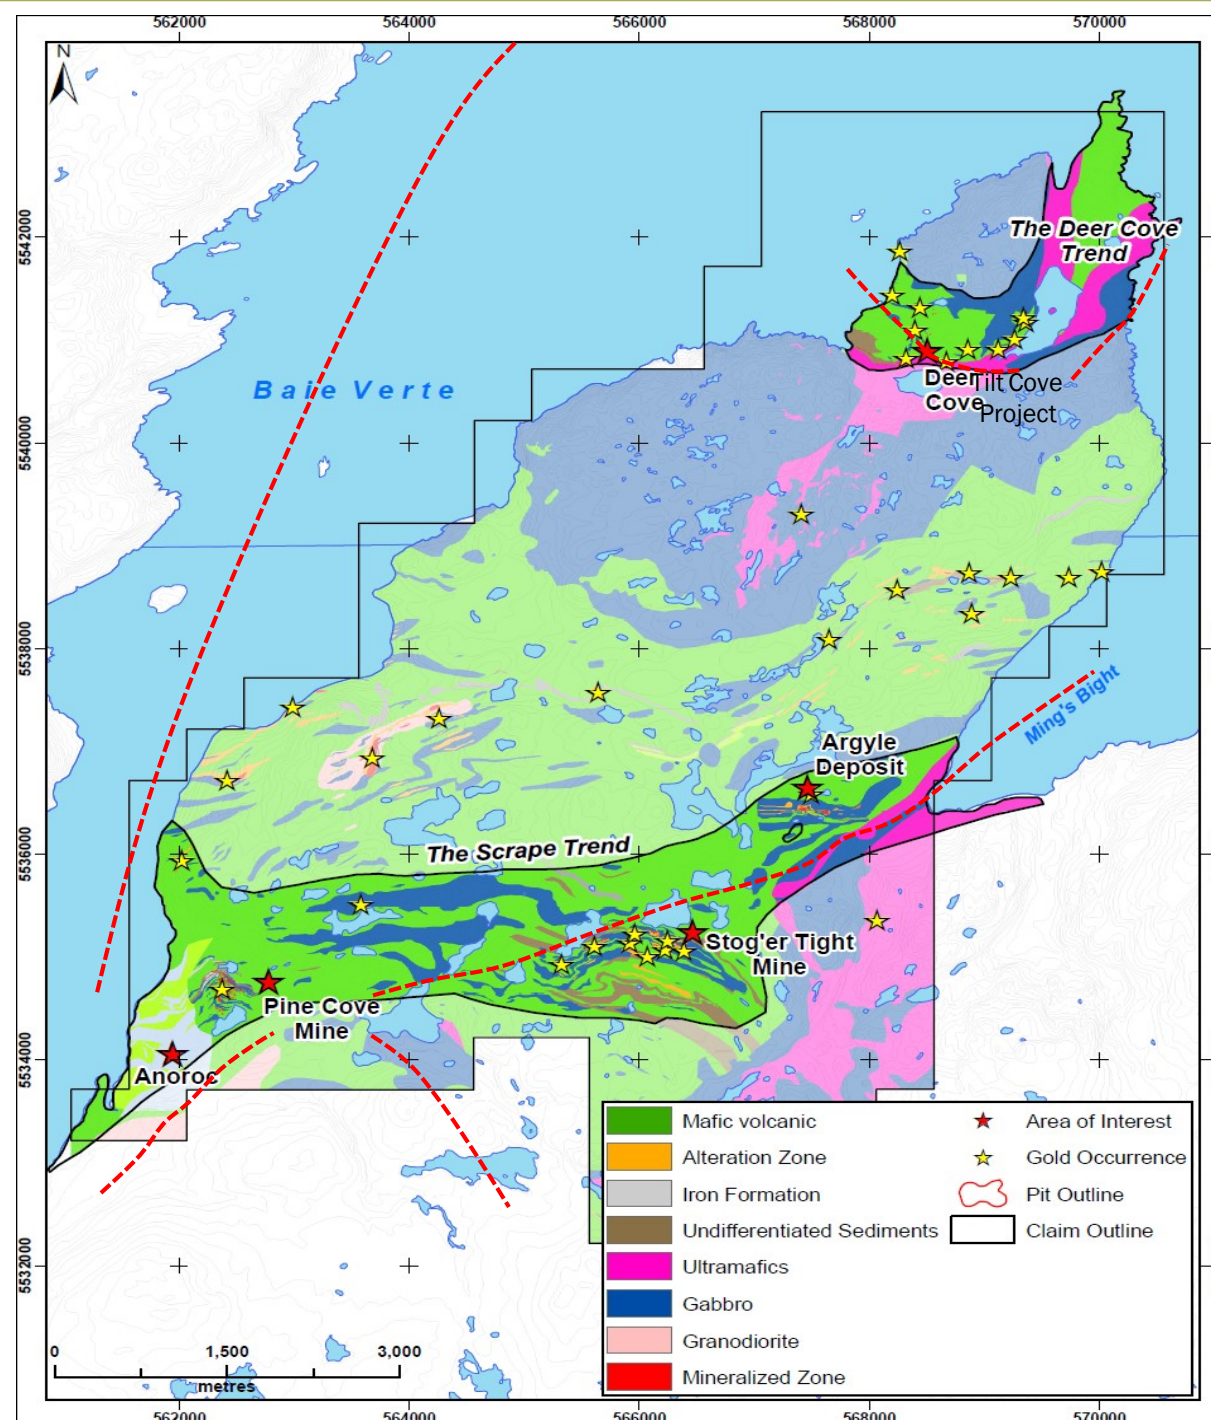 562000 564000 566000 568000 570000
N
5542000
5540000
5538000
5536000
5534000
5532000
The Deer Cove
Trend
Baie Verte
Deer
Cove
Tilt Cove
Project
Ming's Bight
Argyle
Deposit
The Scrape Trend
Stog'er Tight
Mine
Pine Cove
Mine
Anoroc
Mafic volcanic
Alteration Zone
Iron Formation
Undifferentiated Sediments
Ultramafics
Gabbro
Granodiorite
Mineralized Zone
Area of Interest
Gold Occurrence
Pit Outline
Claim Outline
0 1,500 3,000
metres
562000 564000 566000 568000 570000